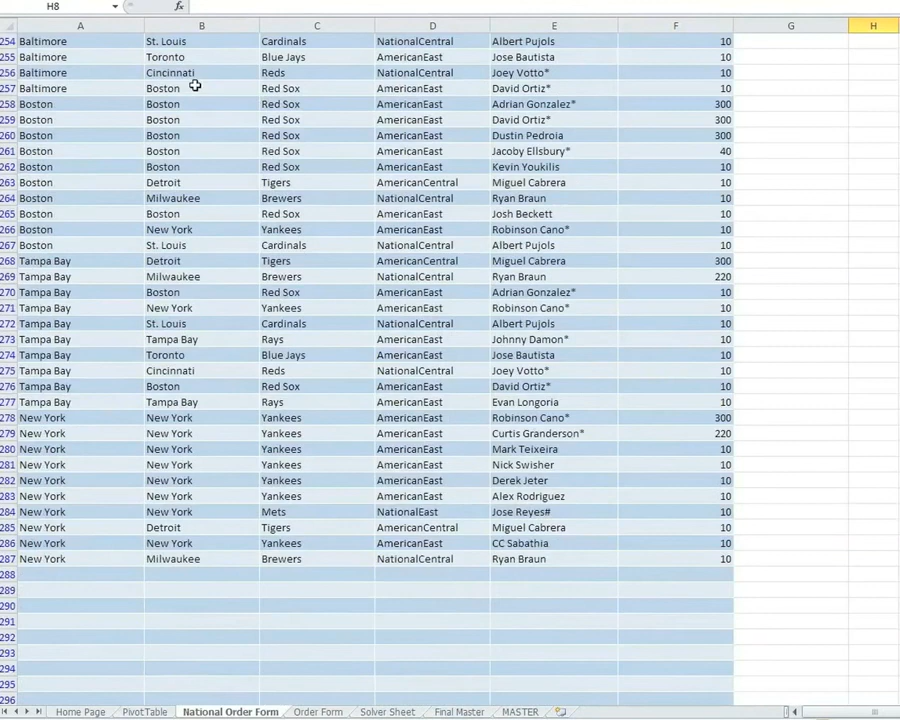 H8 fx
A B C D E F G H
254 Baltimore St. Louis Cardinals NationalCentral Albert Pujols 10
255 Baltimore Toronto Blue Jays AmericanEast Jose Bautista 10
256 Baltimore Cincinnati Reds NationalCentral Joey Votto* 10
257 Baltimore Boston Red Sox AmericanEast David Ortiz* 10
258 Boston Boston Red Sox AmericanEast Adrian Gonzalez* 300
259 Boston Boston Red Sox AmericanEast David Ortiz* 300
260 Boston Boston Red Sox AmericanEast Dustin Pedroia 300
261 Boston Boston Red Sox AmericanEast Jacoby Ellsbury* 40
262 Boston Boston Red Sox AmericanEast Kevin Youkilis 10
263 Boston Detroit Tigers AmericanCentral Miguel Cabrera 10
264 Boston Milwaukee Brewers NationalCentral Ryan Braun 10
265 Boston Boston Red Sox AmericanEast Josh Beckett 10
266 Boston New York Yankees AmericanEast Robinson Cano* 10
267 Boston St. Louis Cardinals NationalCentral Albert Pujols 10
268 Tampa Bay Detroit Tigers AmericanCentral Miguel Cabrera 300
269 Tampa Bay Milwaukee Brewers NationalCentral Ryan Braun 220
270 Tampa Bay Boston Red Sox AmericanEast Adrian Gonzalez* 10
271 Tampa Bay New York Yankees AmericanEast Robinson Cano* 10
272 Tampa Bay St. Louis Cardinals NationalCentral Albert Pujols 10
273 Tampa Bay Tampa Bay Rays AmericanEast Johnny Damon* 10
274 Tampa Bay Toronto Blue Jays AmericanEast Jose Bautista 10
275 Tampa Bay Cincinnati Reds NationalCentral Joey Votto* 10
276 Tampa Bay Boston Red Sox AmericanEast David Ortiz* 10
277 Tampa Bay Tampa Bay Rays AmericanEast Evan Longoria 10
278 New York New York Yankees AmericanEast Robinson Cano* 300
279 New York New York Yankees AmericanEast Curtis Granderson* 220
280 New York New York Yankees AmericanEast Mark Teixeira 10
281 New York New York Yankees AmericanEast Nick Swisher 10
282 New York New York Yankees AmericanEast Derek Jeter 10
283 New York New York Yankees AmericanEast Alex Rodriguez 10
284 New York New York Mets NationalEast Jose Reyes# 10
285 New York Detroit Tigers AmericanCentral Miguel Cabrera 10
286 New York New York Yankees AmericanEast CC Sabathia 10
287 New York Milwaukee Brewers NationalCentral Ryan Braun 10
288
289
290
291
292
293
294
295
296
Home Page PivotTable National Order Form Order Form Solver Sheet Final Master MASTER